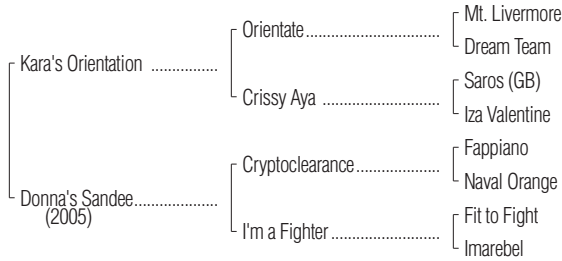 Mt. Livermore
Orientate
Dream Team
Kara's Orientation
Saros (GB)
Crissy Aya
Iza Valentine
Fappiano
Cryptoclearance
Naval Orange
Donna's Sandee
(2005)
Fit to Fight
I'm a Fighter
Imarebel